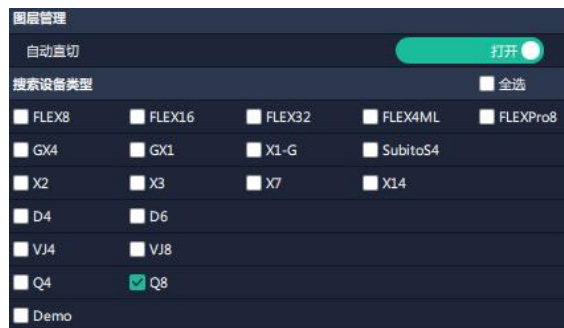 图层管理
自动直切 打开
搜索设备类型 全选
FLEX8 FLEX16 FLEX32 FLEX4ML FLEXPro8
GX4 GX1 X1-G SubitoS4
X2 X3 X7 X14
D4 D6
VJ4 VJ8
Q4 Q8
Demo